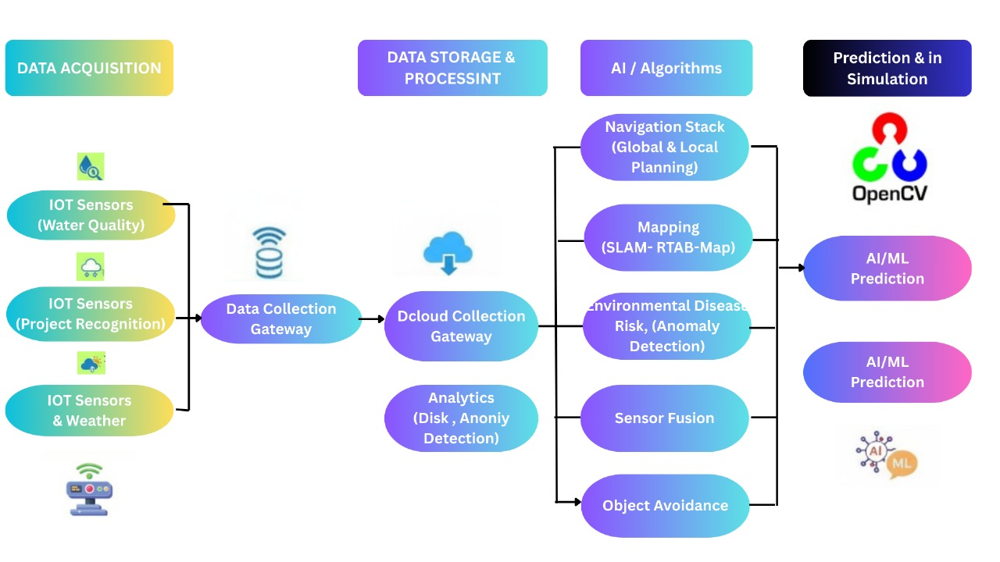 DATA ACQUISITION
DATA STORAGE &
PROCESSINT
AI / Algorithms
Prediction & in
Simulation
IOT Sensors
(Water Quality)
IOT Sensors
(Project Recognition)
IOT Sensors
& Weather
Data Collection
Gateway
Dcloud Collection
Gateway
Analytics
(Disk , Anoniy
Detection)
Navigation Stack
(Global & Local
Planning)
Mapping
(SLAM- RTAB-Map)
Environmental Disease
Risk, (Anomaly
Detection)
Sensor Fusion
Object Avoidance
OpenCV
AI/ML
Prediction
AI/ML
Prediction
AI
ML